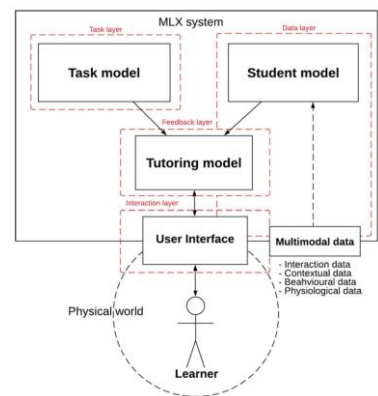 MLX system
Task layer
Data layer
Task model
Student model
Feedback layer
Tutoring model
Interaction layer
User Interface
Multimodal data
- Interaction data
- Contextual data
- Beahvioural data
- Physiological data
Physical world
Learner